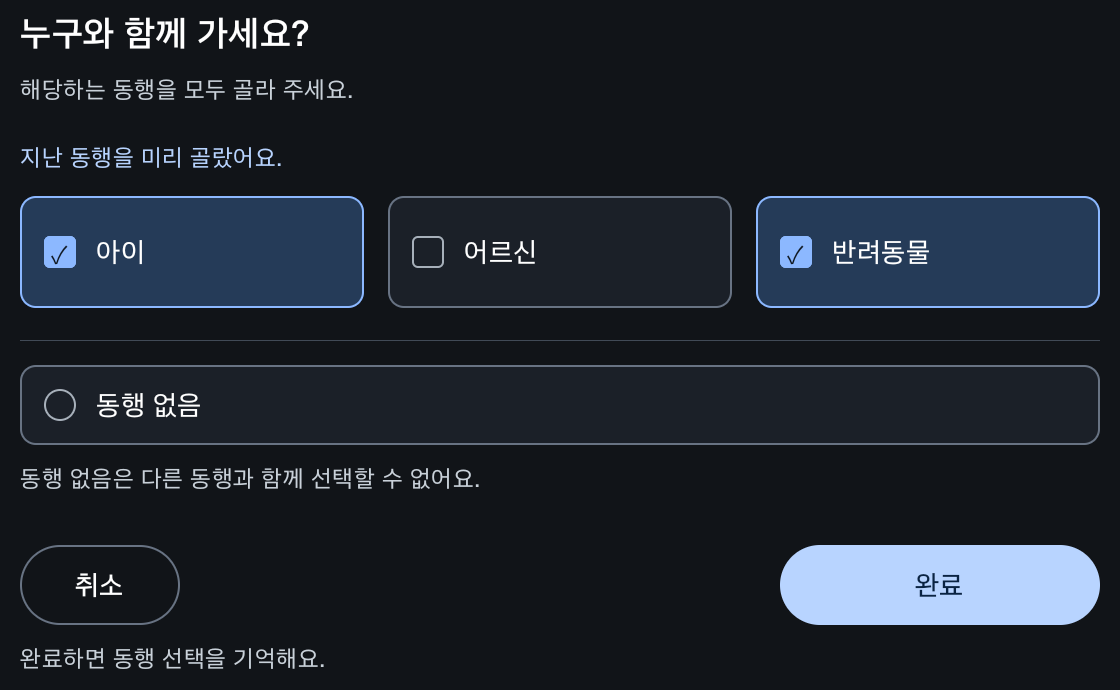 누구와 함께 가세요?
해당하는 동행을 모두 골라 주세요.
지난 동행을 미리 골랐어요.
아이
어르신
반려동물
동행 없음
동행 없음은 다른 동행과 함께 선택할 수 없어요.
취소
완료
완료하면 동행 선택을 기억해요.